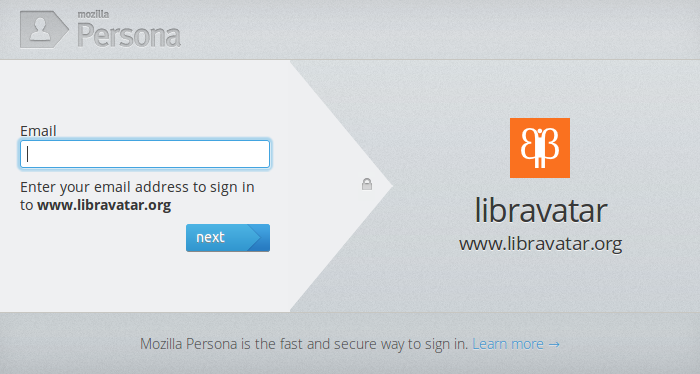 mozilla
Persona
Email
Enter your email address to sign in
to www.libravatar.org
next
libravatar
www.libravatar.org
Mozilla Persona is the fast and secure way to sign in. Learn more →